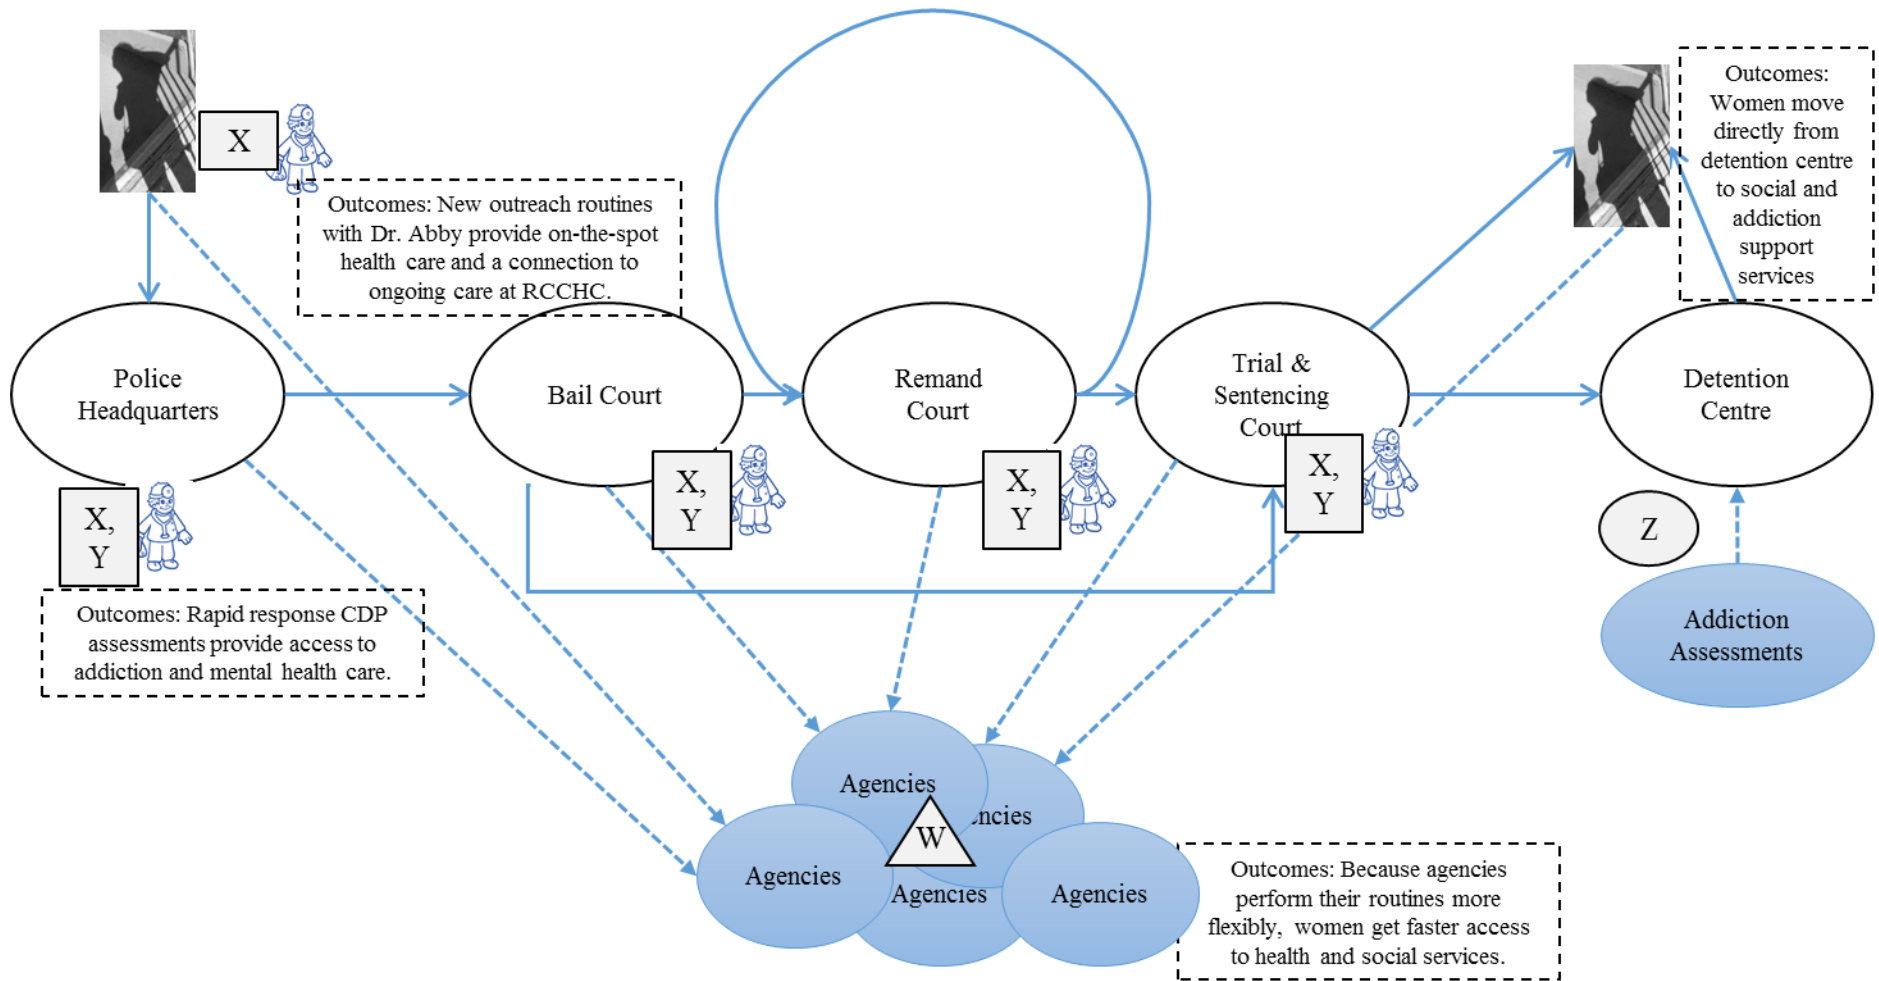 X
Outcomes: New outreach routines
with Dr. Abby provide on-the-spot
health care and a connection to
ongoing care at RCCHC.
Outcomes:
Women move
directly from
detention centre
to social and
addiction
support
services
Police
Headquarters
Bail Court
Remand
Court
Trial &
Sentencing
Court
Detention
Centre
X,
Y
X,
Y
X,
Y
X,
Y
Z
Outcomes: Rapid response CDP
assessments provide access to
addiction and mental health care.
Addiction
Assessments
Agencies
ncies
W
Agencies
Agencies
Agencies
Outcomes: Because agencies
perform their routines more
flexibly, women get faster access
to health and social services.